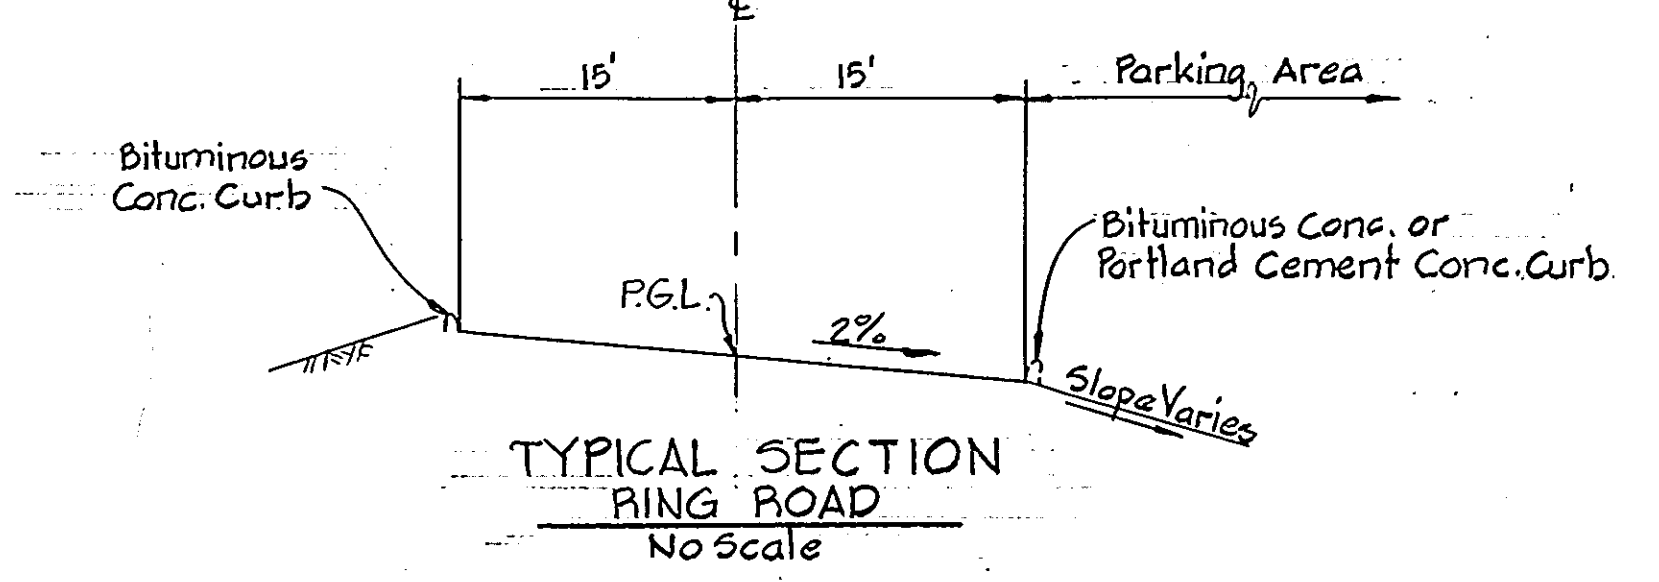 ℄
15'
15'
Parking Area
Bituminous
Conc. Curb
Bituminous Conc. or
Portland Cement Conc. Curb.
P.G.L.
2%
Slope Varies
TYPICAL SECTION
RING ROAD
No Scale